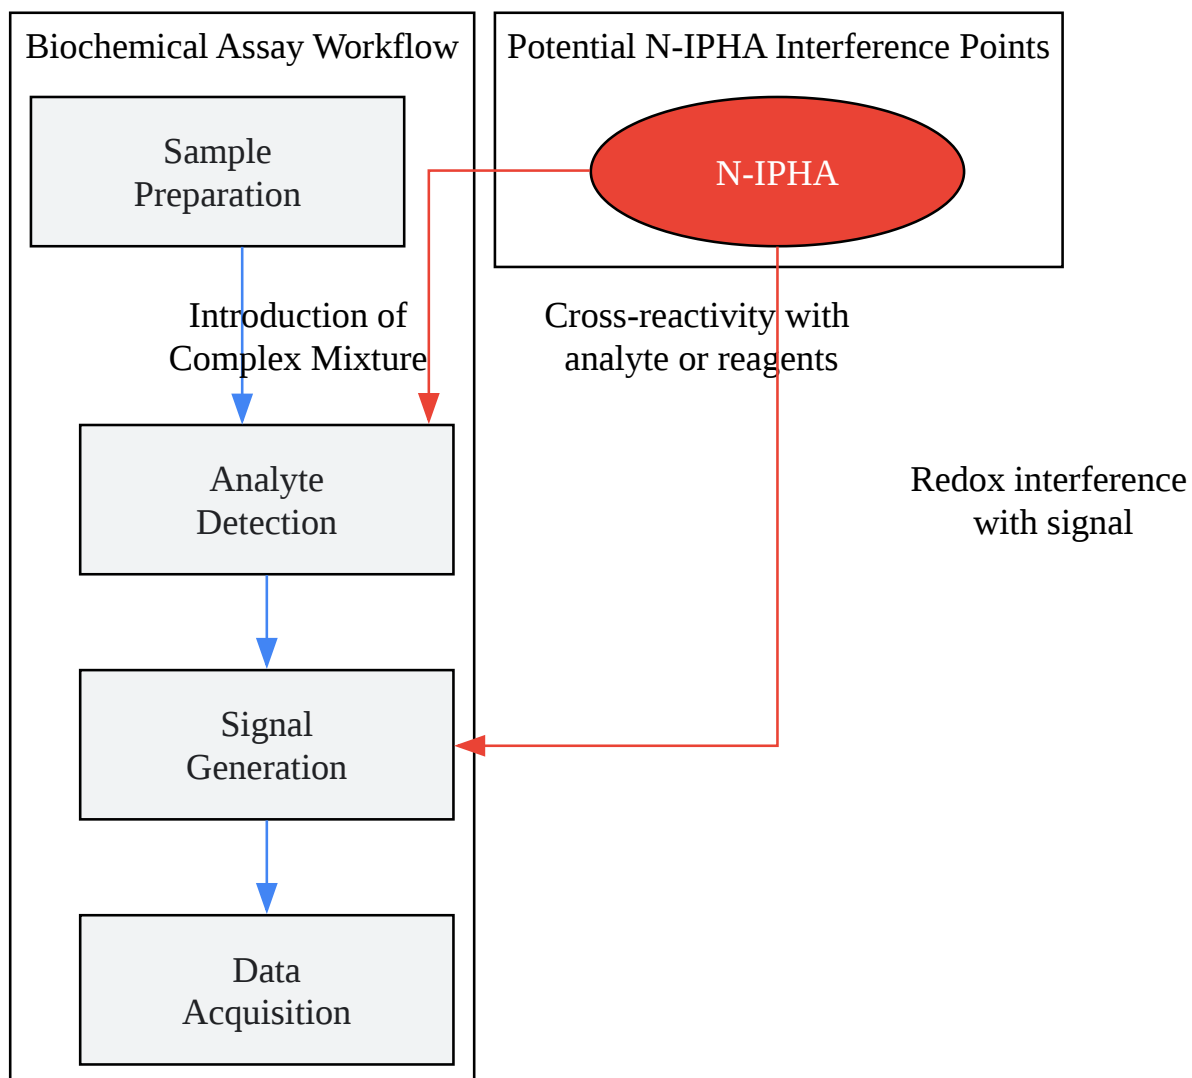 Biochemical Assay Workflow
Potential N-IPHA Interference Points
Sample
Preparation
N-IPHA
Introduction of
Complex Mixture
Cross-reactivity with
analyte or reagents
Analyte
Detection
Redox interference
with signal
Signal
Generation
Data
Acquisition